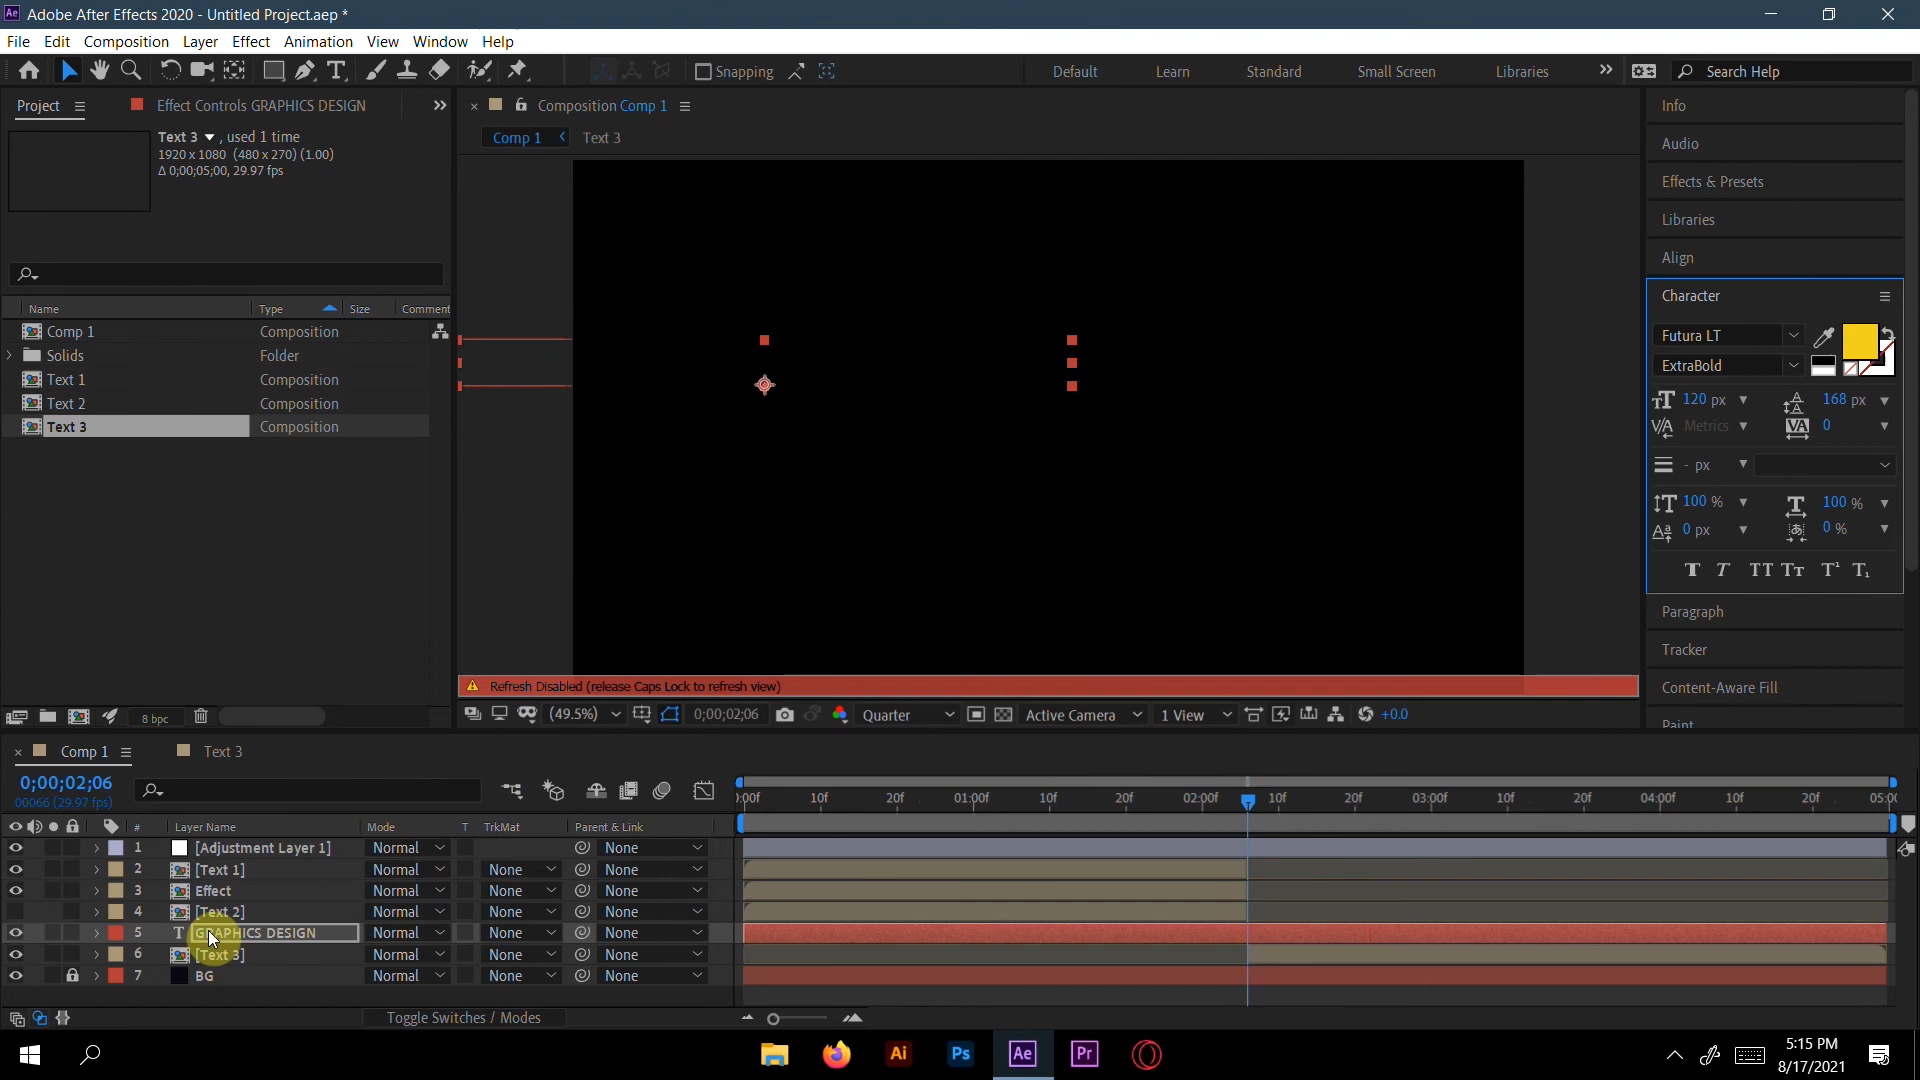 Adobe After Effects 2020 - Untitled Project.aep *
File Edit Composition Layer Effect Animation View Window Help
Snapping
Default Learn Standard Small Screen Libraries
Search Help
Project
Effect Controls GRAPHICS DESIGN
Text 3 , used 1 time
1920 x 1080 (480 x 270) (1.00)
Δ 0;00;05;00, 29.97 fps
Name Type Size Comment
Comp 1 Composition
Solids Folder
Text 1 Composition
Text 2 Composition
Text 3 Composition
8 bpc
Composition Comp 1
Comp 1 Text 3
Refresh Disabled (release Caps Lock to refresh view)
(49.5%) 0;00;02;06 Quarter Active Camera 1 View +0.0
Info
Audio
Effects & Presets
Libraries
Align
Character
Futura LT
ExtraBold
120 px 168 px
Metrics 0
- px
100 % 100 %
0 px 0 %
Paragraph
Tracker
Content-Aware Fill
Paint
Comp 1 Text 3
0;00;02;06
00066 (29.97 fps)
):00f 10f 20f 01:00f 10f 20f 02:00f 10f 20f 03:00f 10f 20f 04:00f 10f 20f 05:00
# Layer Name Mode T TrkMat Parent & Link
1 [Adjustment Layer 1] Normal None
2 [Text 1] Normal None None
3 Effect Normal None None
4 [Text 2] Normal None None
5 T GRAPHICS DESIGN Normal None None
6 [Text 3] Normal None None
7 BG Normal None None
Toggle Switches / Modes
Ai Ps Ae Pr
5:15 PM
8/17/2021